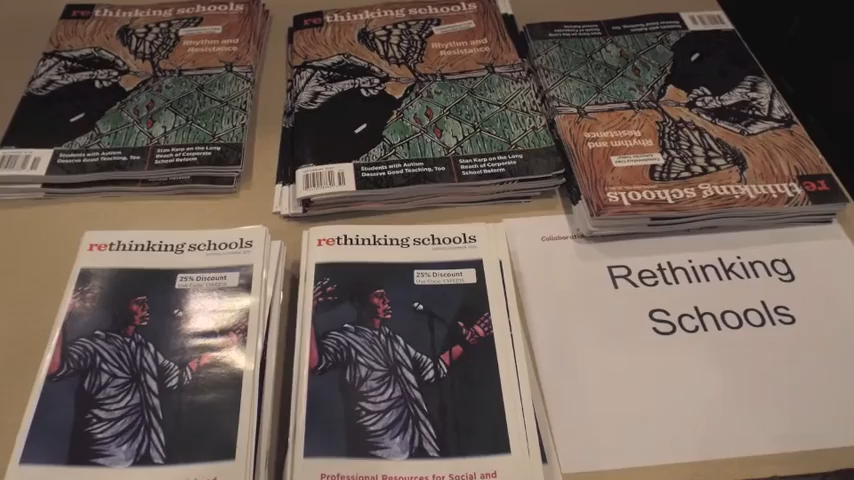 rethinking schools
Rhythm and
Resistance
Students with Autism
Deserve Good Teaching, Too
Stan Karp on the Long
Reach of Corporate
School Reform
rethinking schools
Rhythm and
Resistance
Students with Autism
Deserve Good Teaching, Too
Stan Karp on the Long
Reach of Corporate
School Reform
rethinking schools
Rhythm and
Resistance
rethinking schools
25% Discount
rethinking schools
25% Discount
Professional Resources for Social and
Rethinking
Schools